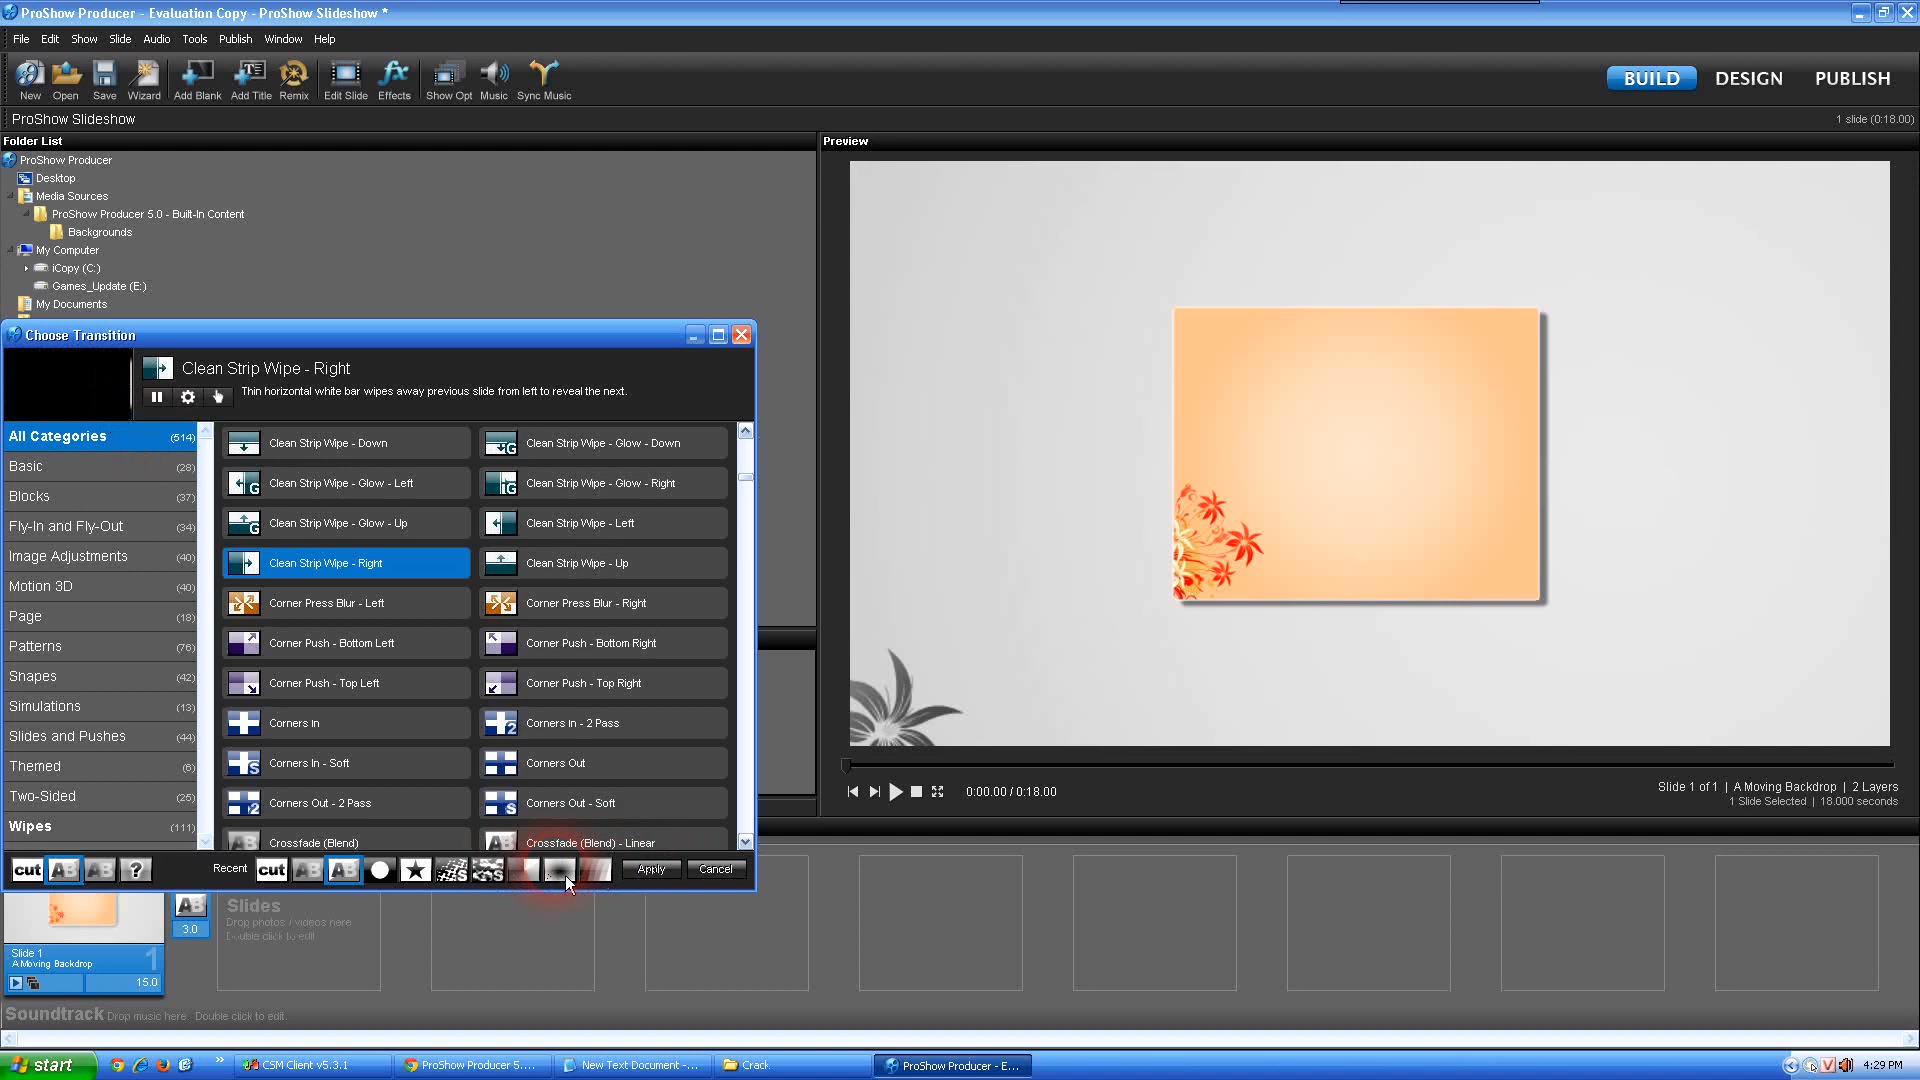 ProShow Producer - Evaluation Copy - ProShow Slideshow *
File Edit Show Slide Audio Tools Publish Window Help
New Open Save Wizard Add Blank Add Title Remix Edit Slide Effects Show Opt Music Sync Music
BUILD DESIGN PUBLISH
ProShow Slideshow
1 slide (0:18.00)
Folder List
Preview
ProShow Producer
Desktop
Media Sources
ProShow Producer 5.0 - Built-In Content
Backgrounds
My Computer
iCopy (C:)
Games_Update (E:)
My Documents
Choose Transition
Clean Strip Wipe - Right
Thin horizontal white bar wipes away previous slide from left to reveal the next.
All Categories (514)
Basic (28)
Blocks (37)
Fly-In and Fly-Out (34)
Image Adjustments (40)
Motion 3D (40)
Page (18)
Patterns (76)
Shapes (42)
Simulations (13)
Slides and Pushes (44)
Themed (6)
Two-Sided (25)
Wipes (111)
Clean Strip Wipe - Down
Clean Strip Wipe - Glow - Down
Clean Strip Wipe - Glow - Left
Clean Strip Wipe - Glow - Right
Clean Strip Wipe - Glow - Up
Clean Strip Wipe - Left
Clean Strip Wipe - Right
Clean Strip Wipe - Up
Corner Press Blur - Left
Corner Press Blur - Right
Corner Push - Bottom Left
Corner Push - Bottom Right
Corner Push - Top Left
Corner Push - Top Right
Corners In
Corners In - 2 Pass
Corners In - Soft
Corners Out
Corners Out - 2 Pass
Corners Out - Soft
Crossfade (Blend)
Crossfade (Blend) - Linear
cut AB AB ? Recent cut AB AB Apply Cancel
0:00.00 / 0:18.00
Slide 1 of 1 | A Moving Backdrop | 2 Layers
1 Slide Selected | 18.000 seconds
AB
3.0
Slides
Drop photos / videos here
Double click to edit
Slide 1
A Moving Backdrop
1
15.0
Soundtrack Drop music here. Double click to edit.
start
CSM Client v5.3.1
ProShow Producer 5....
New Text Document -...
Crack
ProShow Producer - E...
4:29 PM